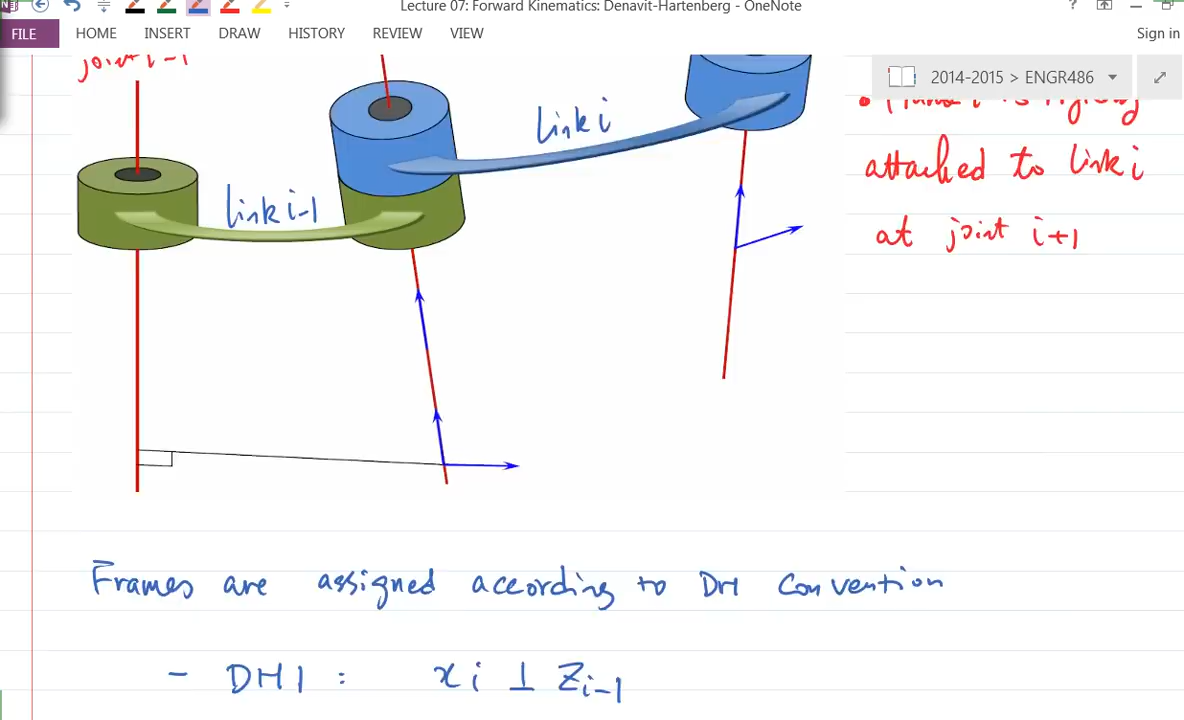 Lecture 07: Forward Kinematics: Denavit-Hartenberg - OneNote
FILE HOME INSERT DRAW HISTORY REVIEW VIEW Sign in
2014-2015 > ENGR486
joint i-1
link i
link i-1
attached to link i
at joint i+1
Frames are assigned according to DH Convention
- DH1 : xi ⊥ Zi-1